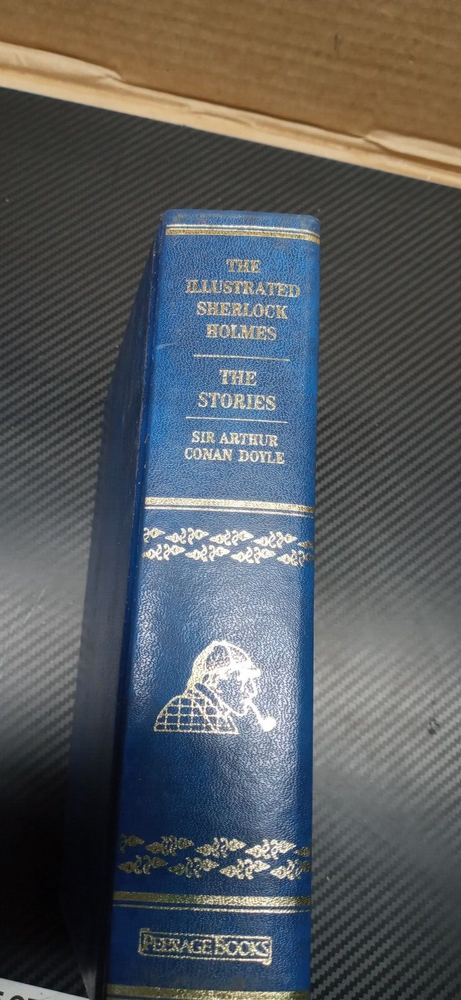 THE
ILLUSTRATED
SHERLOCK
HOLMES
THE
STORIES
SIR ARTHUR
CONAN DOYLE
PEERAGE BOOKS